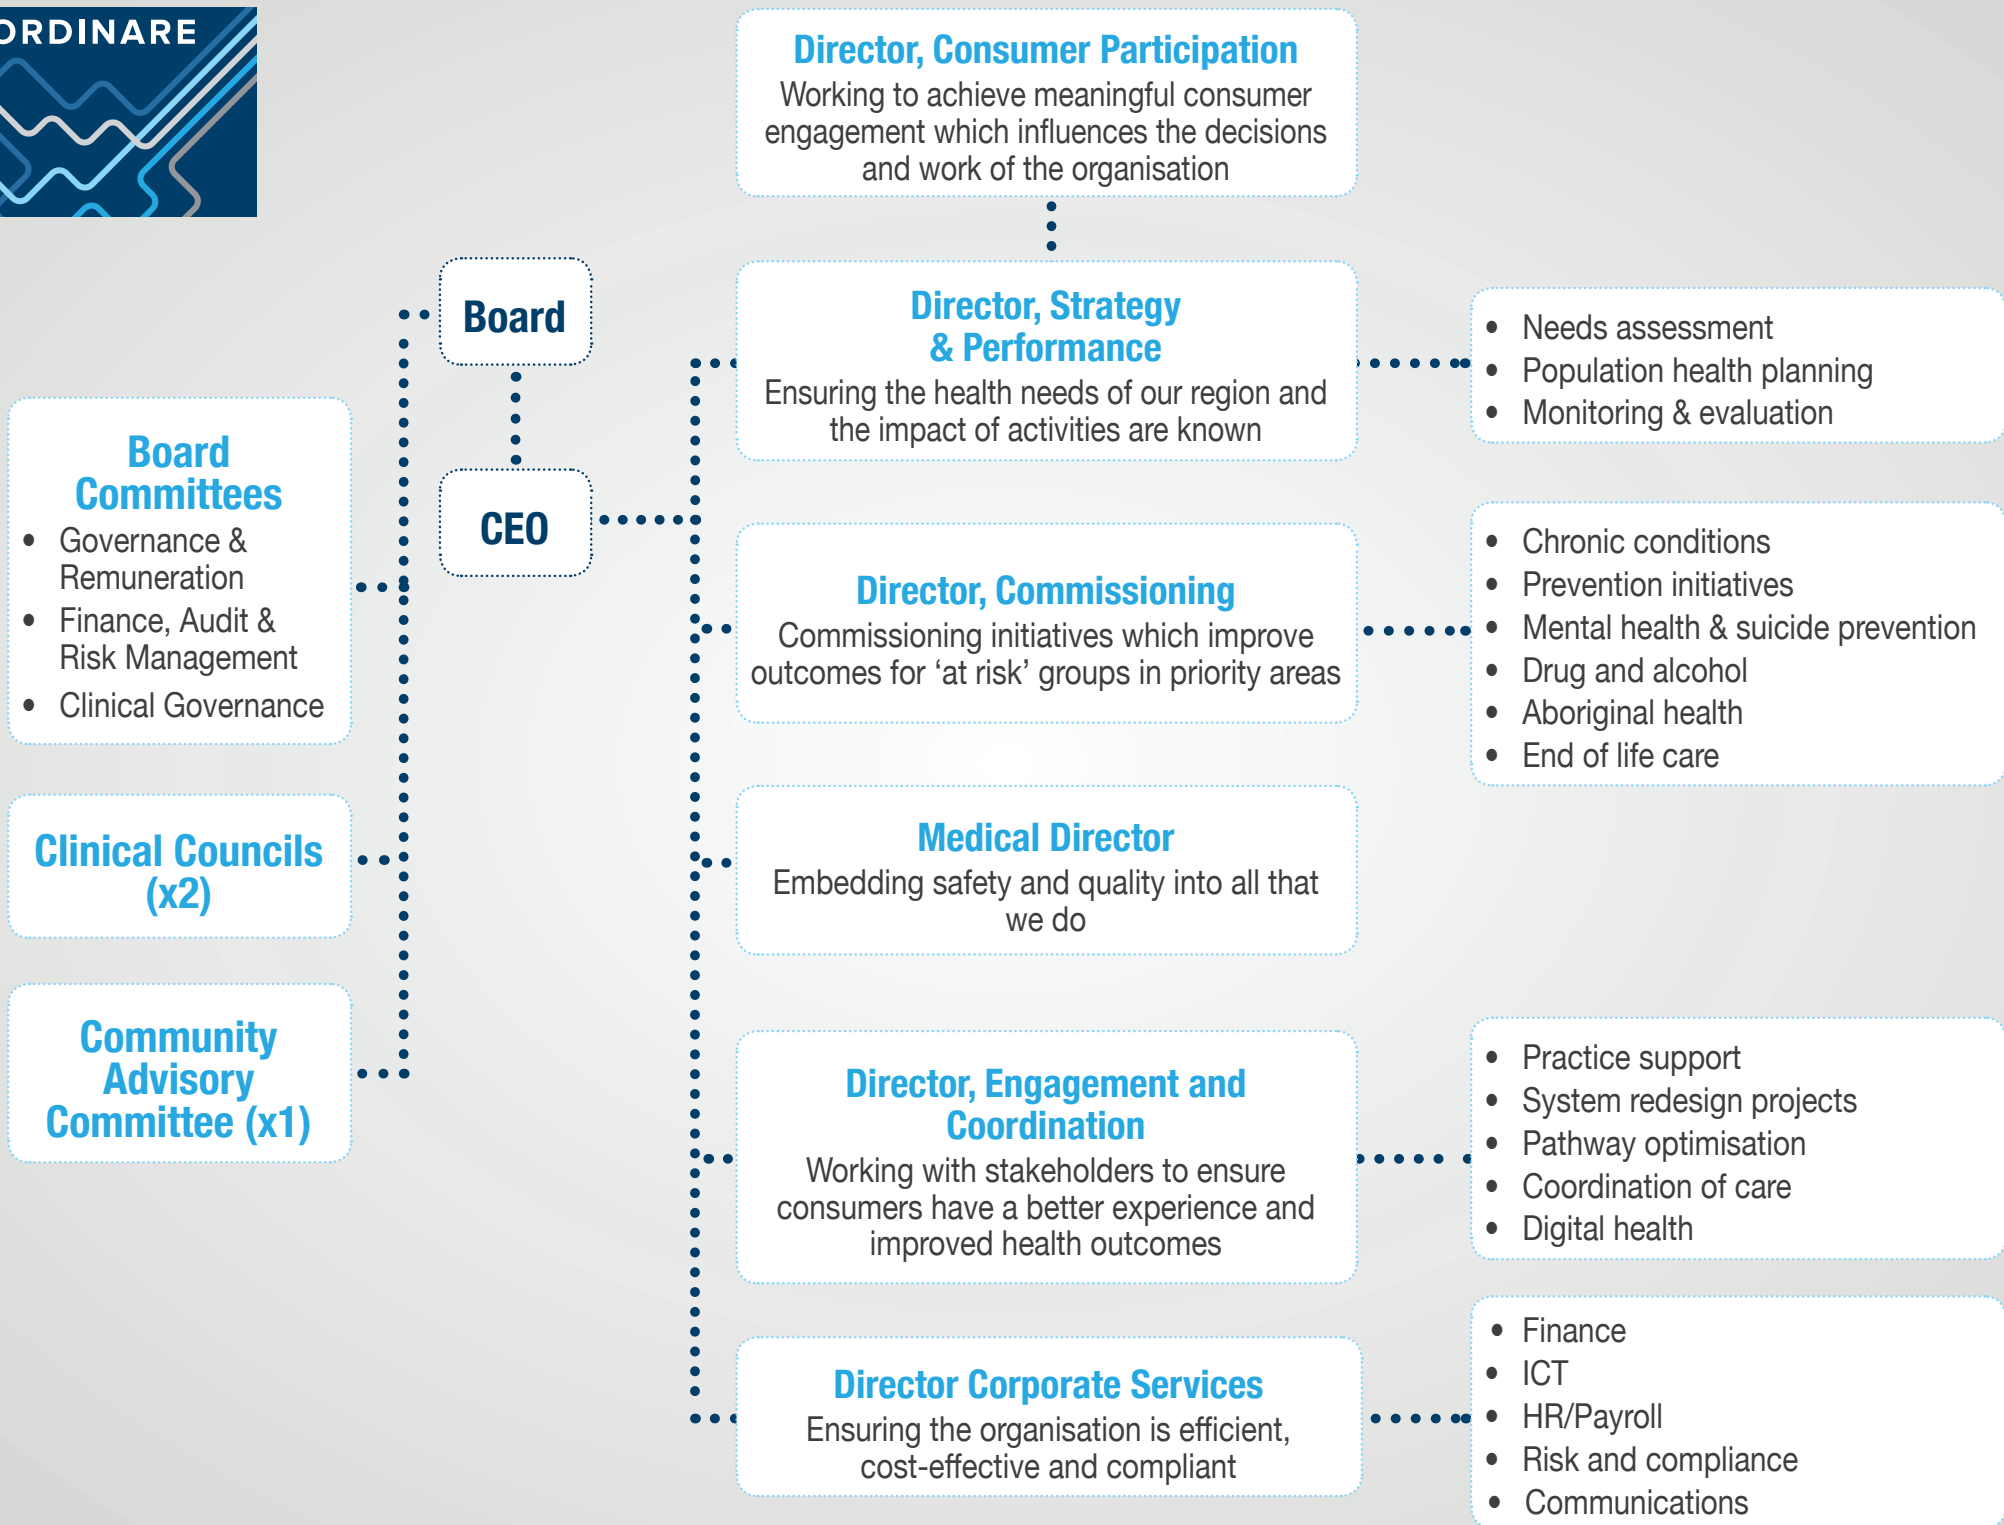 ORDINARE
Director, Consumer Participation
Working to achieve meaningful consumer
engagement which influences the decisions
and work of the organisation
Board
CEO
Board
Committees
• Governance &
Remuneration
• Finance, Audit &
Risk Management
• Clinical Governance
Clinical Councils
(x2)
Community
Advisory
Committee (x1)
Director, Strategy
& Performance
Ensuring the health needs of our region and
the impact of activities are known
• Needs assessment
• Population health planning
• Monitoring & evaluation
Director, Commissioning
Commissioning initiatives which improve
outcomes for ‘at risk’ groups in priority areas
• Chronic conditions
• Prevention initiatives
• Mental health & suicide prevention
• Drug and alcohol
• Aboriginal health
• End of life care
Medical Director
Embedding safety and quality into all that
we do
Director, Engagement and
Coordination
Working with stakeholders to ensure
consumers have a better experience and
improved health outcomes
• Practice support
• System redesign projects
• Pathway optimisation
• Coordination of care
• Digital health
Director Corporate Services
Ensuring the organisation is efficient,
cost-effective and compliant
• Finance
• ICT
• HR/Payroll
• Risk and compliance
• Communications